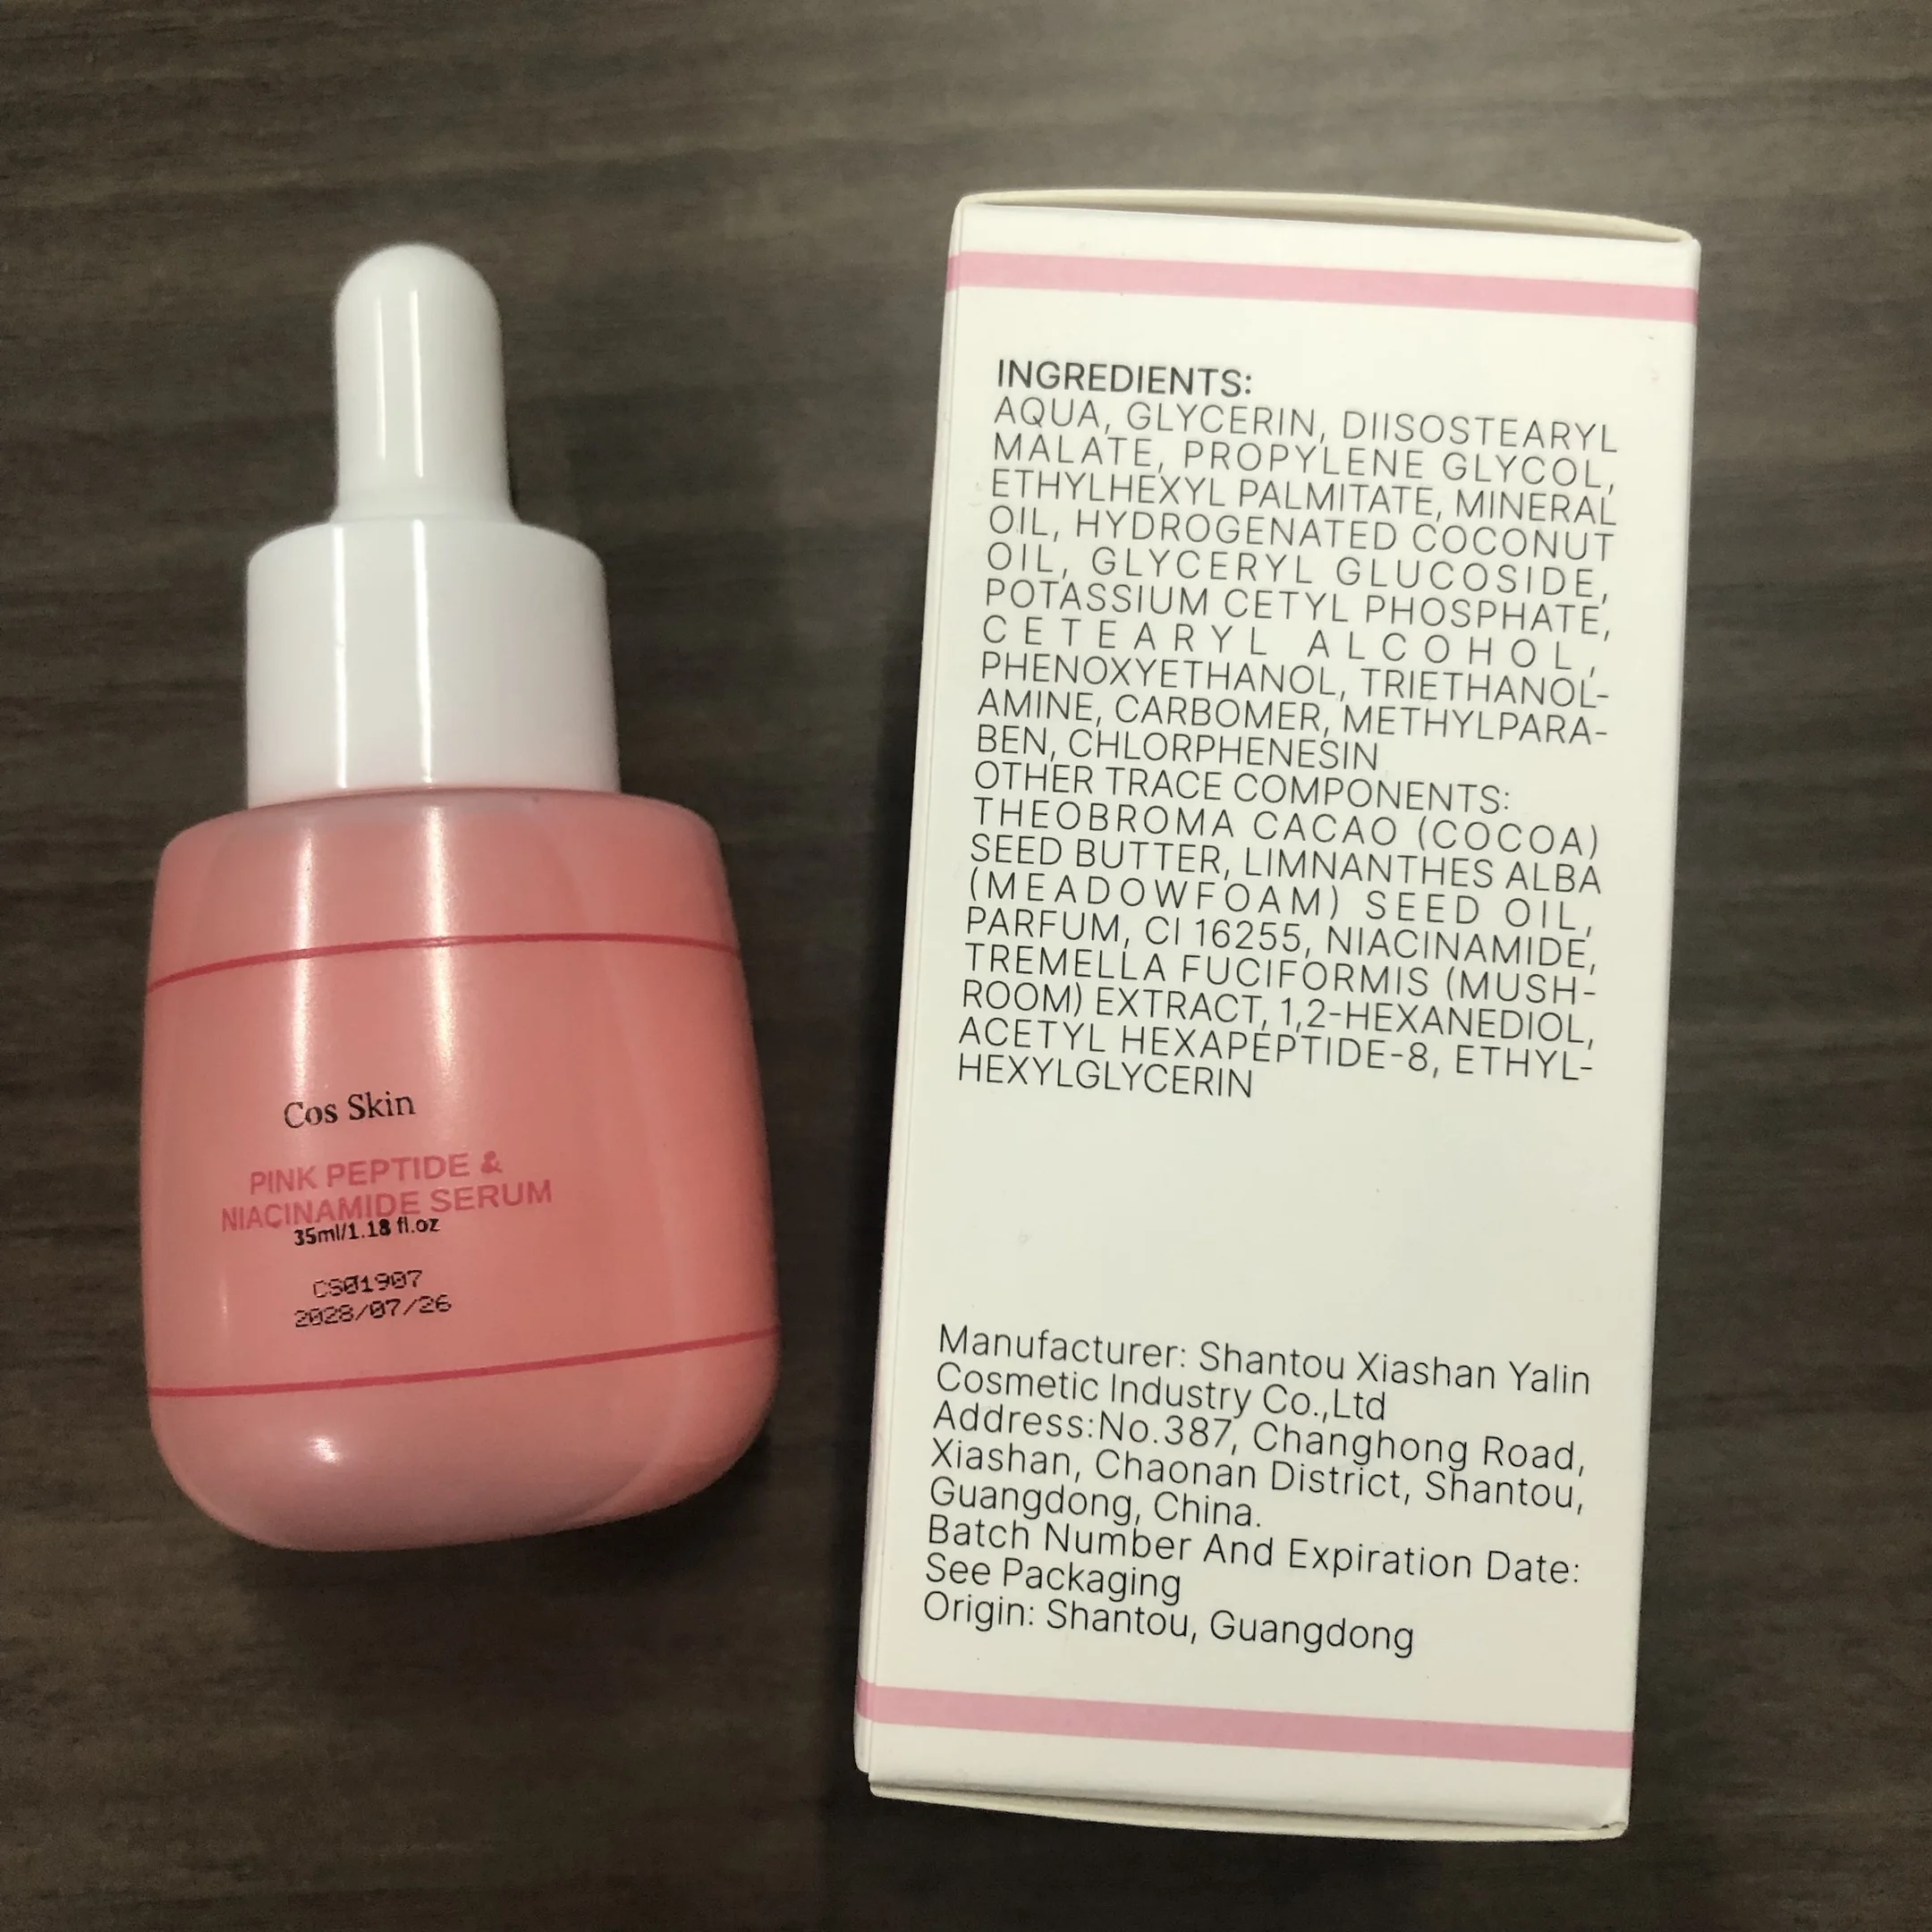 Cos Skin
PINK PEPTIDE &
NIACINAMIDE SERUM
35ml/1.18 fl.oz
CS01907
2028/07/26
INGREDIENTS:
AQUA, GLYCERIN, DIISOSTEARYL
MALATE, PROPYLENE GLYCOL,
ETHYLHEXYL PALMITATE, MINERAL
OIL, HYDROGENATED COCONUT
OIL, GLYCERYL GLUCOSIDE,
POTASSIUM CETYL PHOSPHATE,
CETEARYL ALCOHOL,
PHENOXYETHANOL, TRIETHANOL-
AMINE, CARBOMER, METHYLPARA-
BEN, CHLORPHENESIN
OTHER TRACE COMPONENTS:
THEOBROMA CACAO (COCOA)
SEED BUTTER, LIMNANTHES ALBA
(MEADOWFOAM) SEED OIL,
PARFUM, CI 16255, NIACINAMIDE,
TREMELLA FUCIFORMIS (MUSH-
ROOM) EXTRACT, 1,2-HEXANEDIOL,
ACETYL HEXAPEPTIDE-8, ETHYL-
HEXYLGLYCERIN
Manufacturer: Shantou Xiashan Yalin
Cosmetic Industry Co.,Ltd
Address:No.387, Changhong Road,
Xiashan, Chaonan District, Shantou,
Guangdong, China.
Batch Number And Expiration Date:
See Packaging
Origin: Shantou, Guangdong